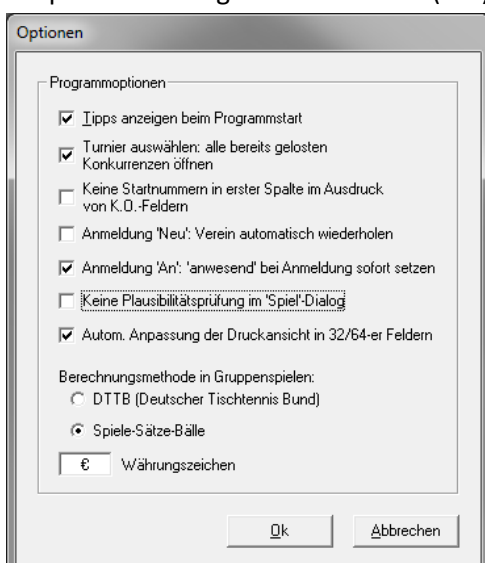 Optionen
Programmoptionen
Tipps anzeigen beim Programmstart
Turnier auswählen: alle bereits gelosten
Konkurrenzen öffnen
Keine Startnummern in erster Spalte im Ausdruck
von K.O.-Feldern
Anmeldung 'Neu': Verein automatisch wiederholen
Anmeldung 'An': 'anwesend' bei Anmeldung sofort setzen
Keine Plausibilitätsprüfung im 'Spiel'-Dialog
Autom. Anpassung der Druckansicht in 32/64-er Feldern
Berechnungsmethode in Gruppenspielen:
DTTB (Deutscher Tischtennis Bund)
Spiele-Sätze-Bälle
€ Währungszeichen
Ok Abbrechen